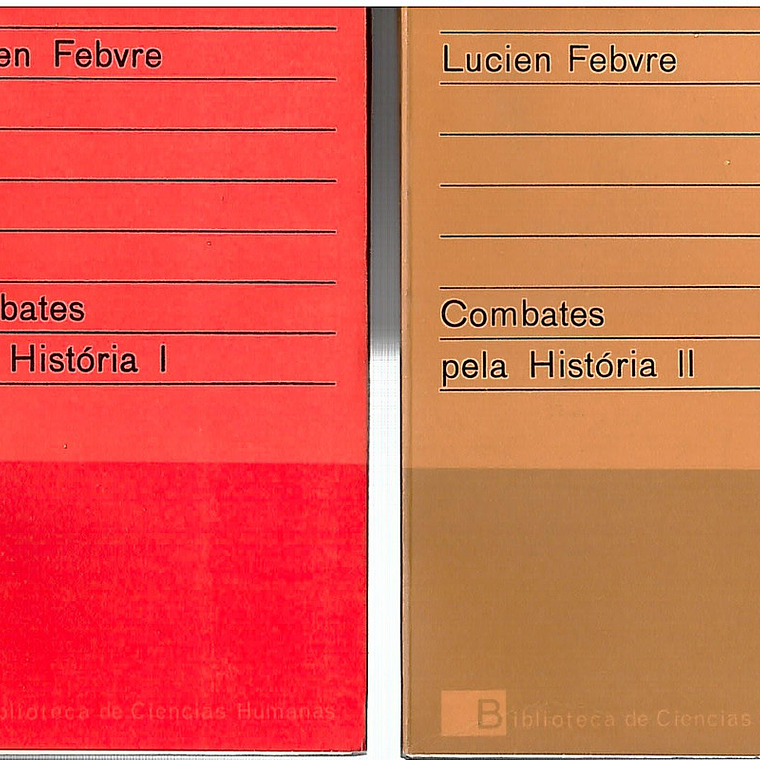 en Febvre
bates
História I
blioteca de Ciencias Humanas
Lucien Febvre
Combates
pela História II
Biblioteca de Ciencias